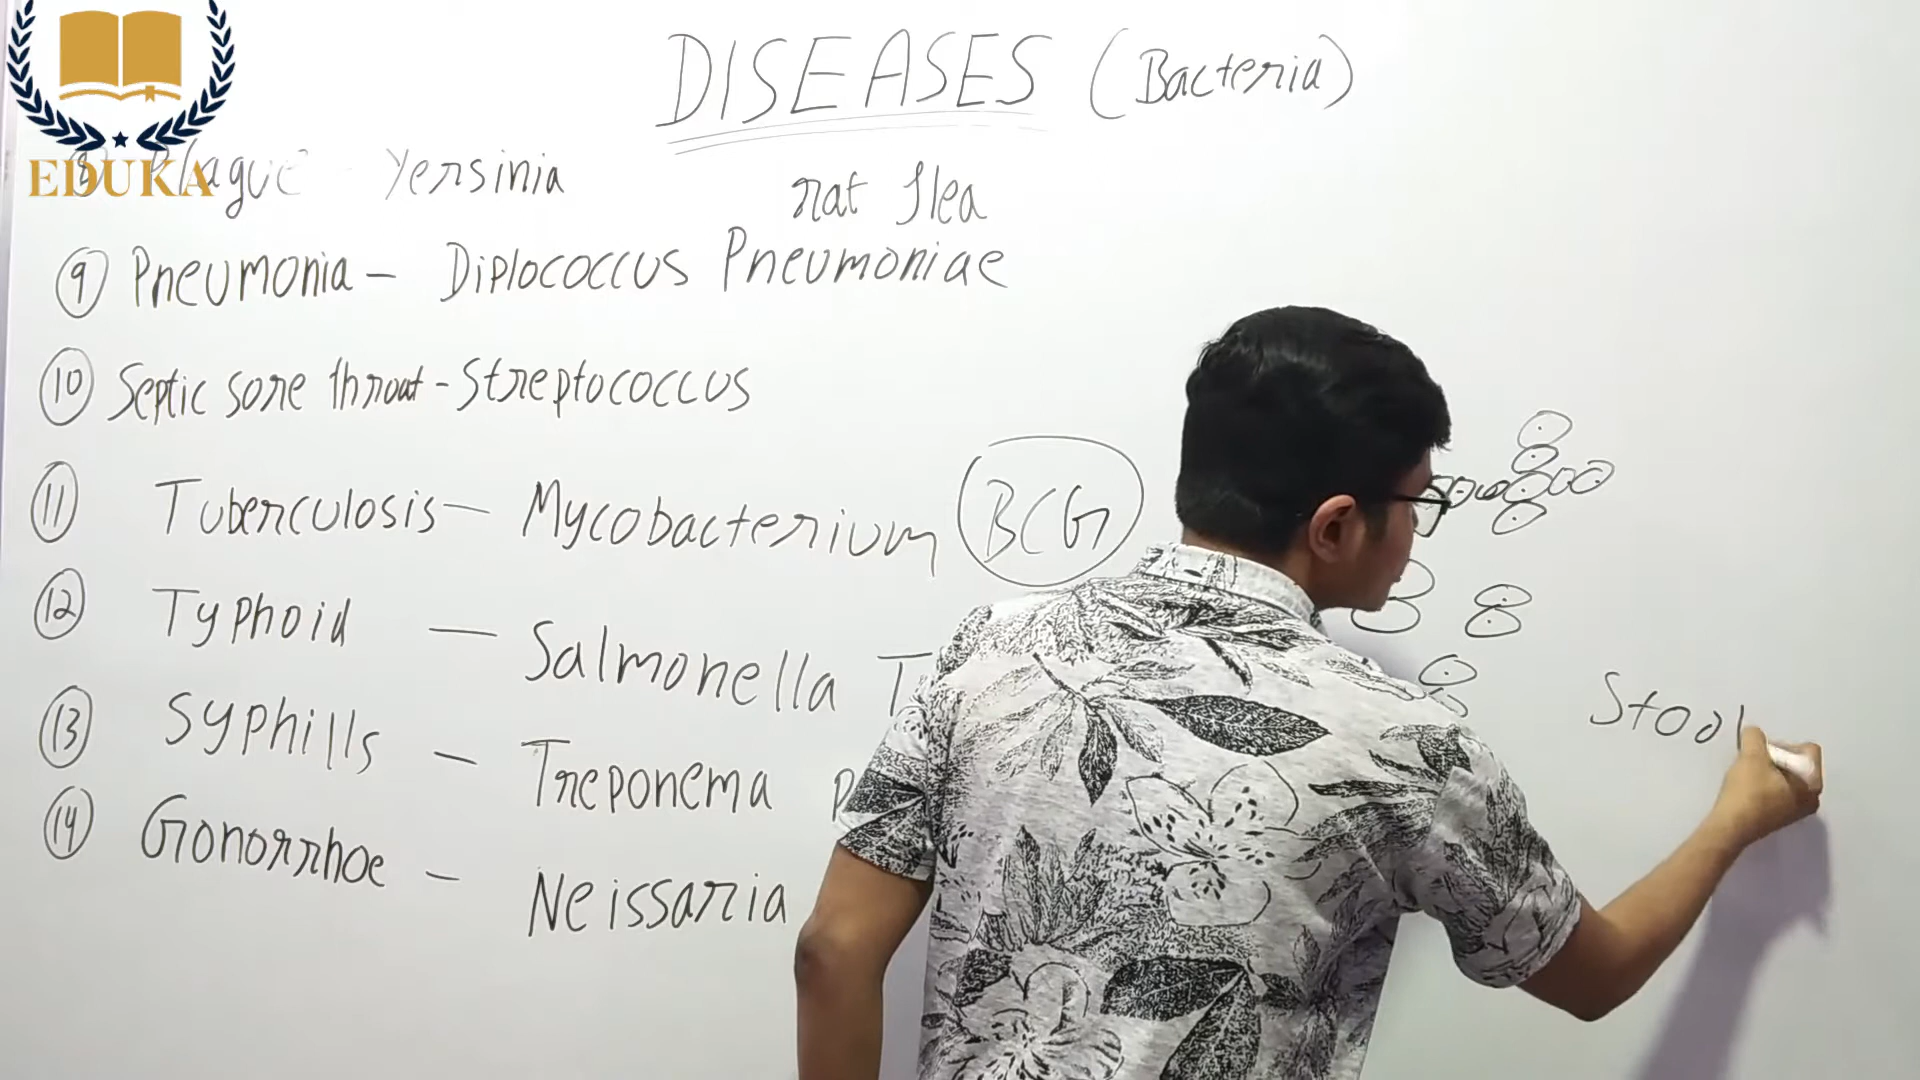 DISEASES (Bacteria)
EDUKA
8 Plague - Yersinia rat flea
9 Pneumonia - Diplococcus Pneumoniae
10 Septic sore throat - Streptococcus
11 Tuberculosis - Mycobacterium BCG
12 Typhoid - Salmonella T
13 Syphills - Treponema p
14 Gonorrhoe - Neissaria
Stool